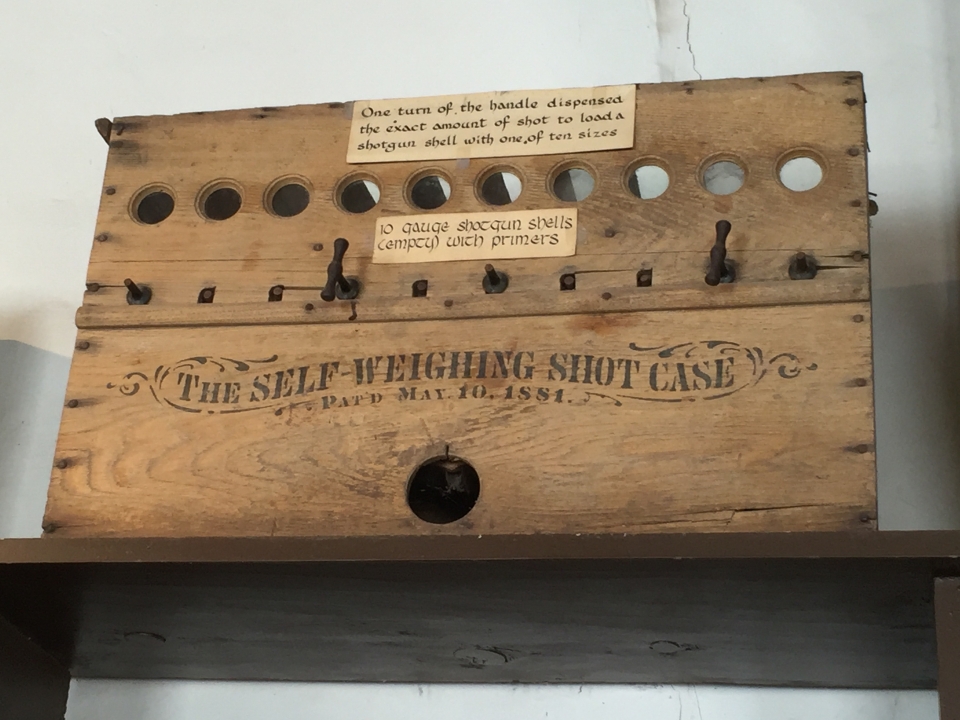 One turn of the handle dispensed
the exact amount of shot to load a
shotgun shell with one of ten sizes
10 gauge shotgun shells
(empty) with primers
THE SELF-WEIGHING SHOT CASE
PAT'D MAY. 10. 1881.